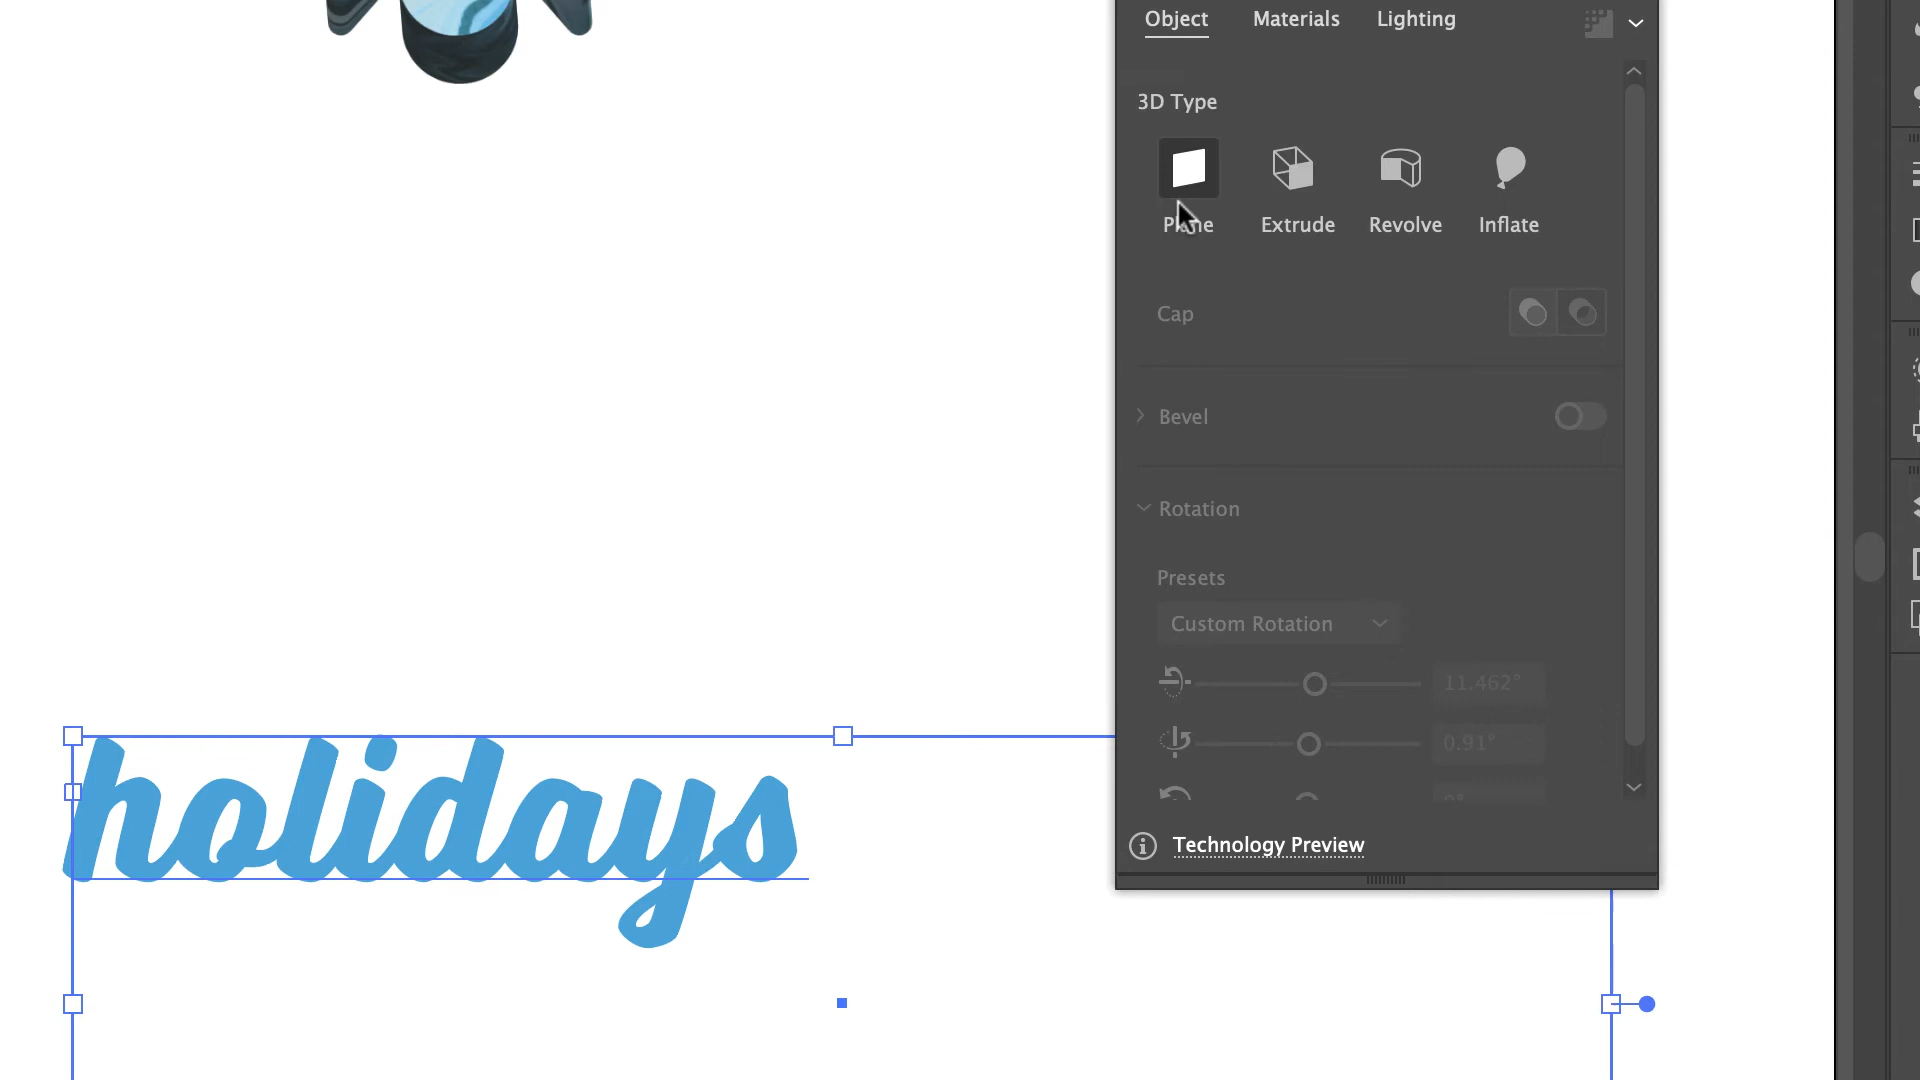 Object Materials Lighting
3D Type
Plane Extrude Revolve Inflate
Cap
Bevel
Rotation
Presets
Custom Rotation
11.462°
0.91°
0°
holidays
Technology Preview